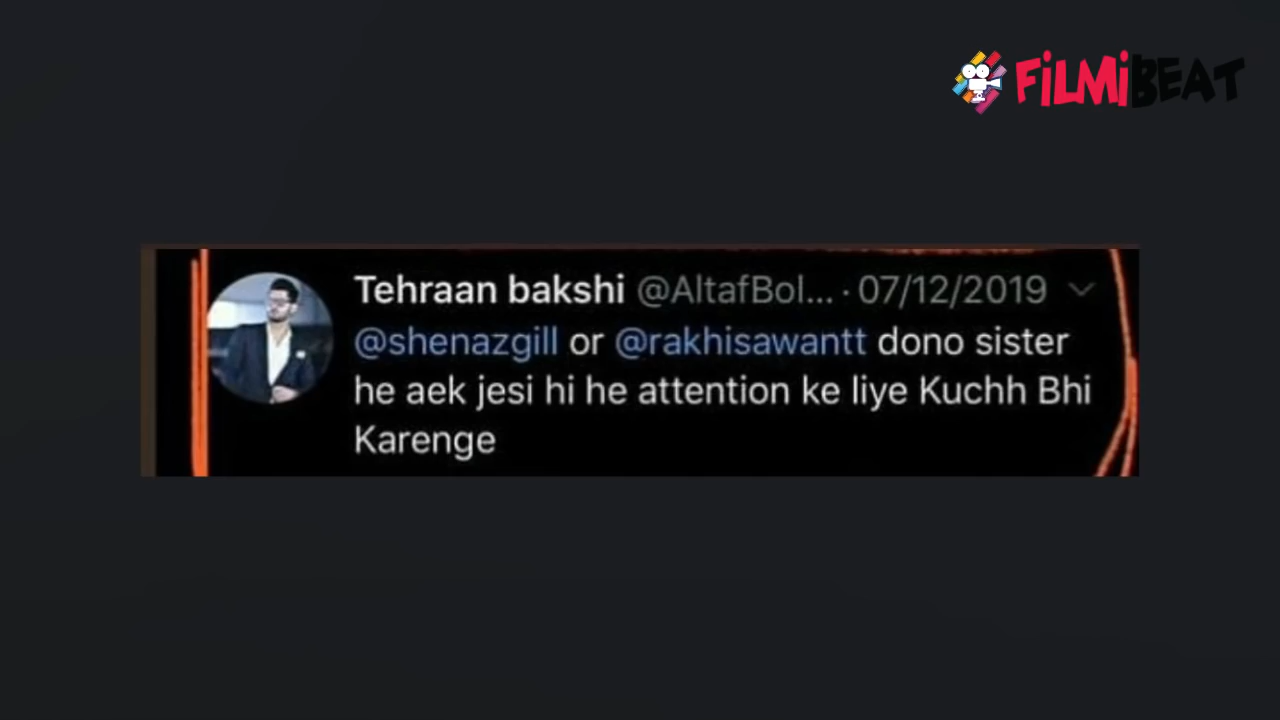 FiLMiBEAT
Tehraan bakshi @AltafBol... · 07/12/2019
@shenazgill or @rakhisawantt dono sister
he aek jesi hi he attention ke liye Kuchh Bhi
Karenge